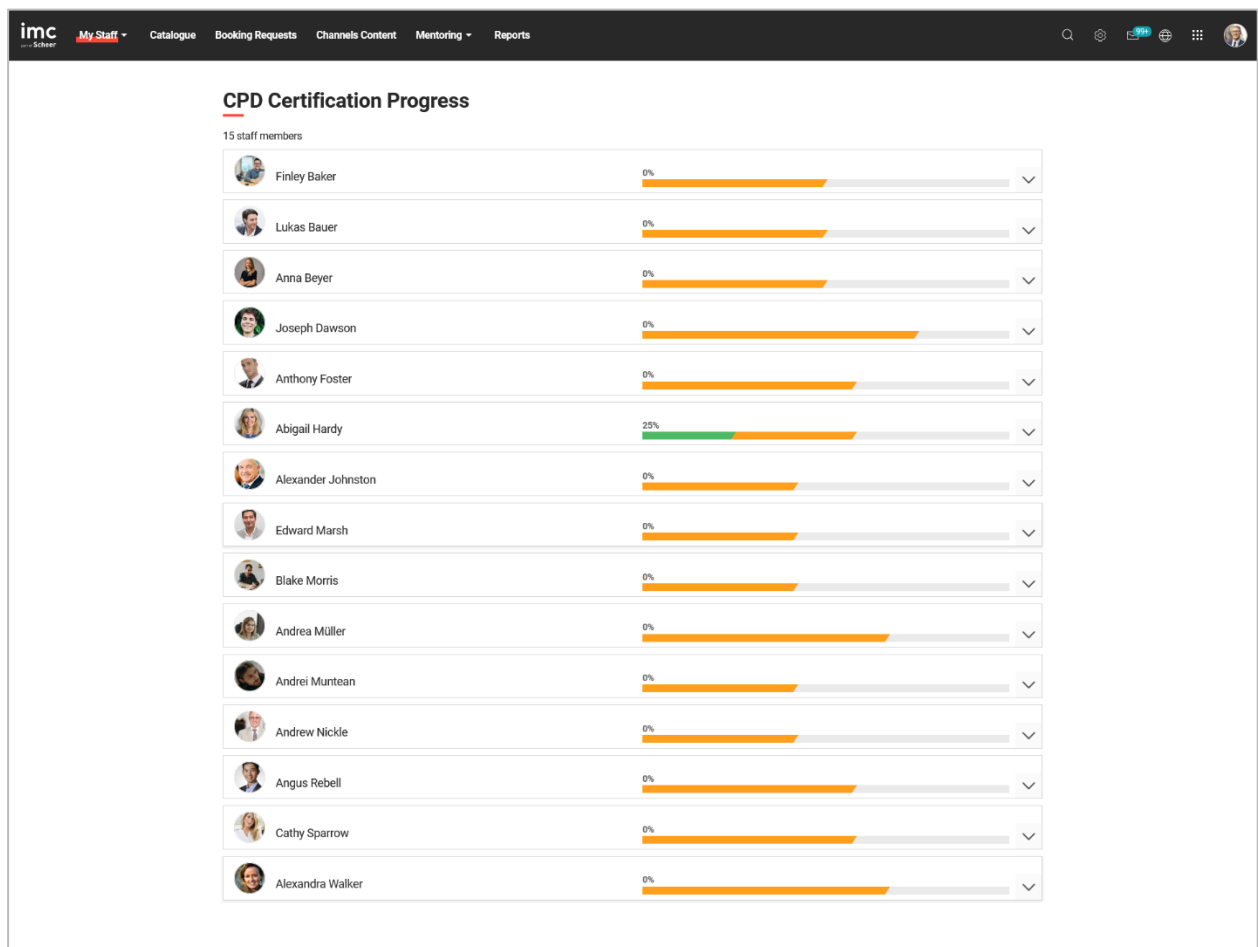 imc
Scheer
My Staff
Catalogue
Booking Requests
Channels Content
Mentoring
Reports
99+
CPD Certification Progress
15 staff members
Finley Baker 0%
Lukas Bauer 0%
Anna Beyer 0%
Joseph Dawson 0%
Anthony Foster 0%
Abigail Hardy 25%
Alexander Johnston 0%
Edward Marsh 0%
Blake Morris 0%
Andrea Müller 0%
Andrei Muntean 0%
Andrew Nickle 0%
Angus Rebell 0%
Cathy Sparrow 0%
Alexandra Walker 0%